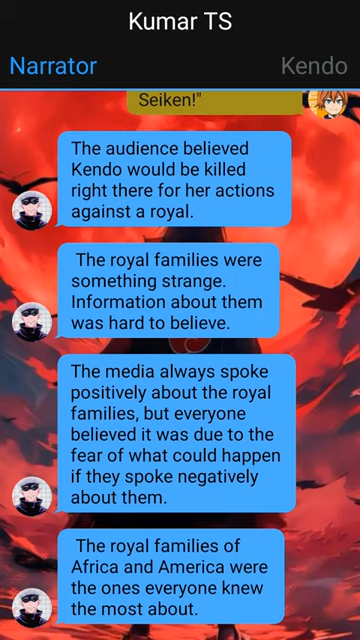 Kumar TS
Narrator
Kendo
Seiken!"
The audience believed
Kendo would be killed
right there for her actions
against a royal.
The royal families were
something strange.
Information about them
was hard to believe.
The media always spoke
positively about the royal
families, but everyone
believed it was due to the
fear of what could happen
if they spoke negatively
about them.
The royal families of
Africa and America were
the ones everyone knew
the most about.